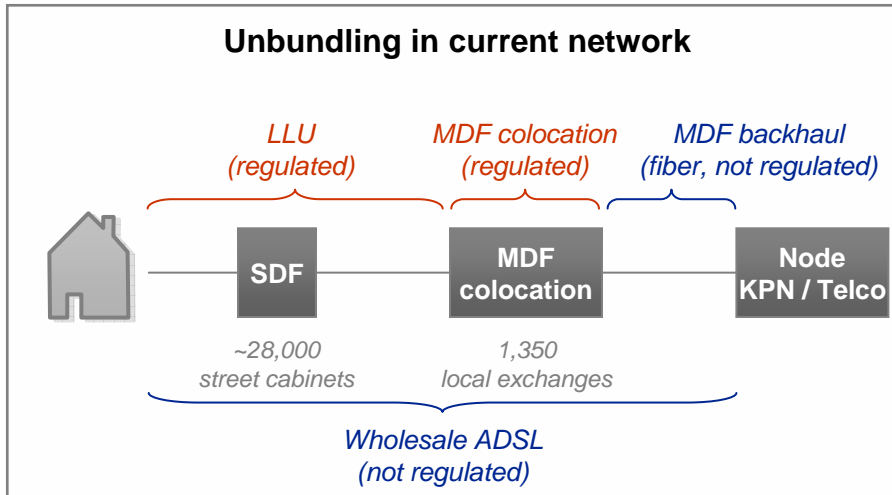 Unbundling in current network
LLU
(regulated)
MDF colocation
(regulated)
MDF backhaul
(fiber, not regulated)
SDF
MDF
colocation
Node
KPN / Telco
~28,000
street cabinets
1,350
local exchanges
Wholesale ADSL
(not regulated)